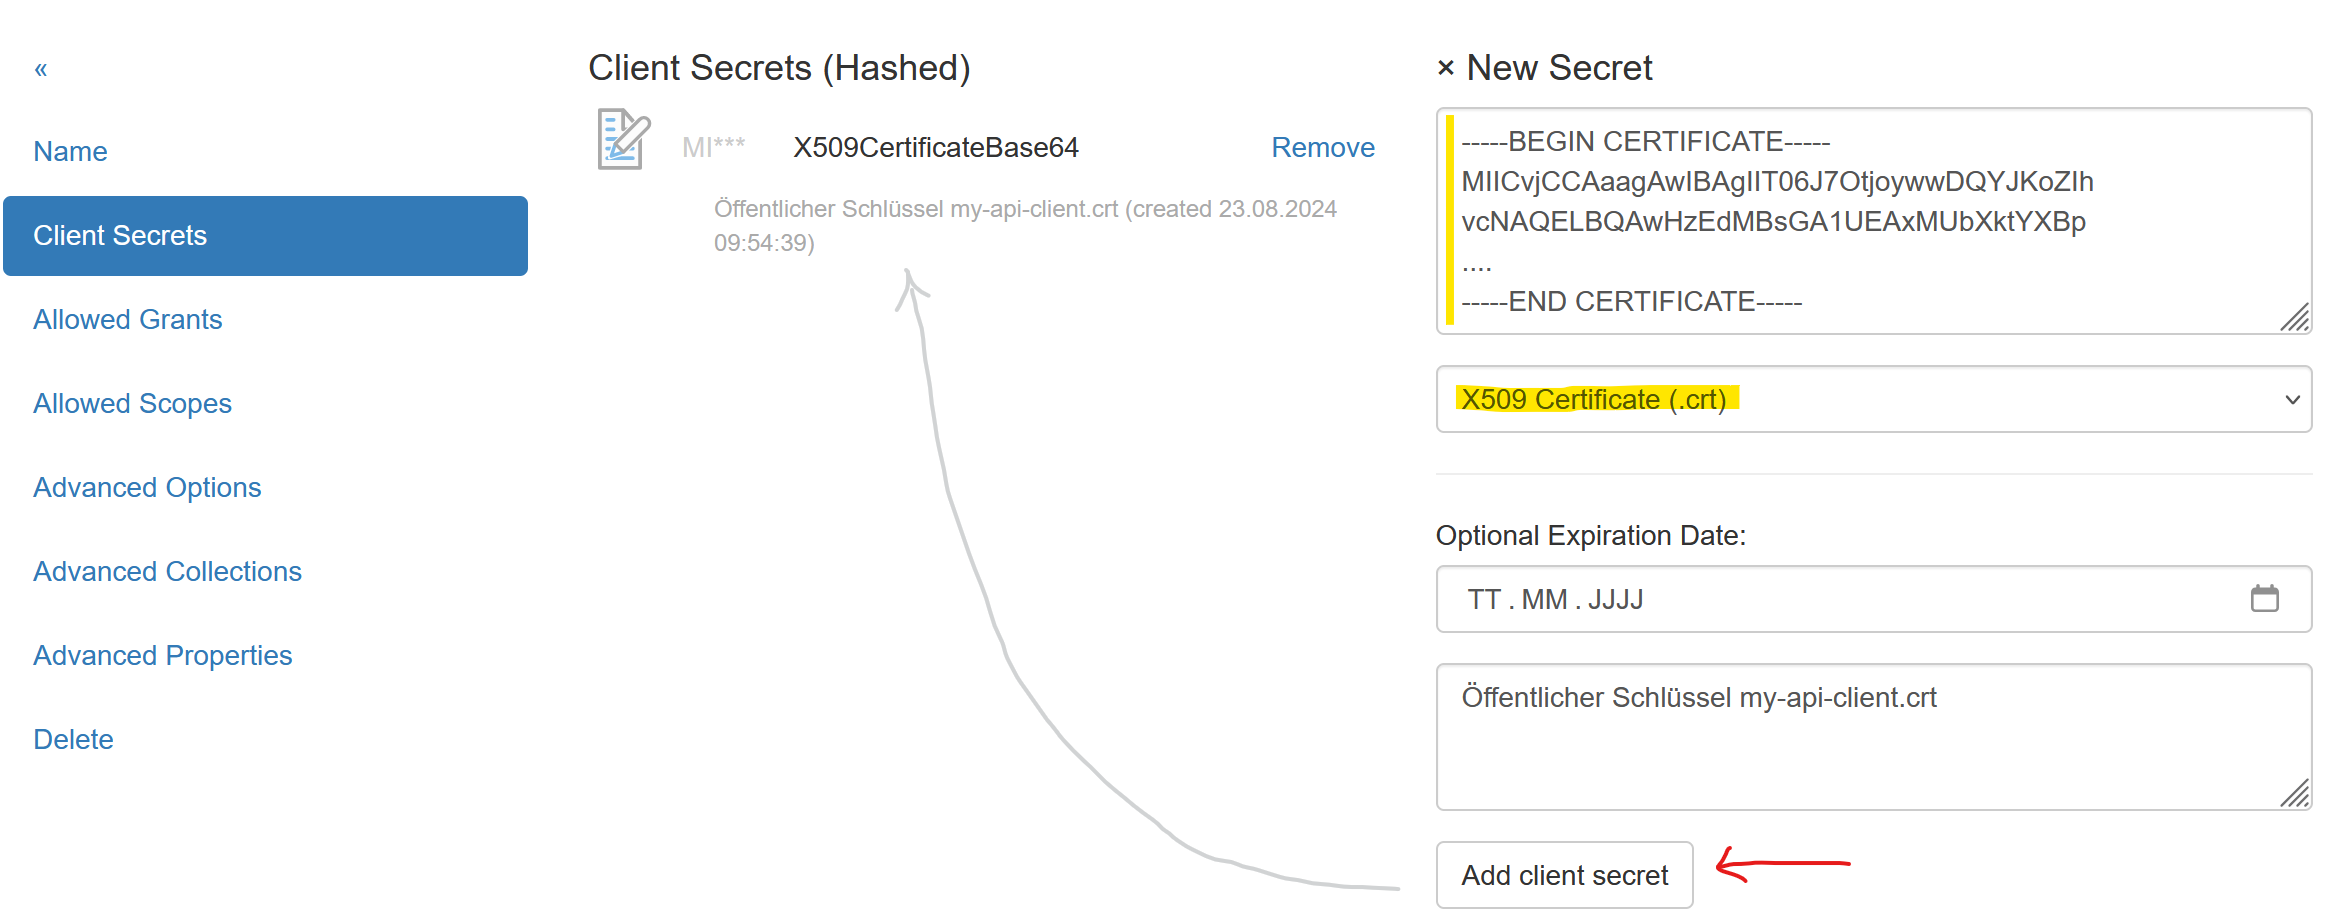 «
Name
Client Secrets
Allowed Grants
Allowed Scopes
Advanced Options
Advanced Collections
Advanced Properties
Delete
Client Secrets (Hashed)
MI*** X509CertificateBase64 Remove
Öffentlicher Schlüssel my-api-client.crt (created 23.08.2024
09:54:39)
× New Secret
-----BEGIN CERTIFICATE-----
MIICvjCCAaagAwIBAgIIT06J7OtjoywwDQYJKoZIh
vcNAQELBQAwHzEdMBsGA1UEAxMUbXktYXBp
....
-----END CERTIFICATE-----
X509 Certificate (.crt)
Optional Expiration Date:
TT . MM . JJJJ
Öffentlicher Schlüssel my-api-client.crt
Add client secret